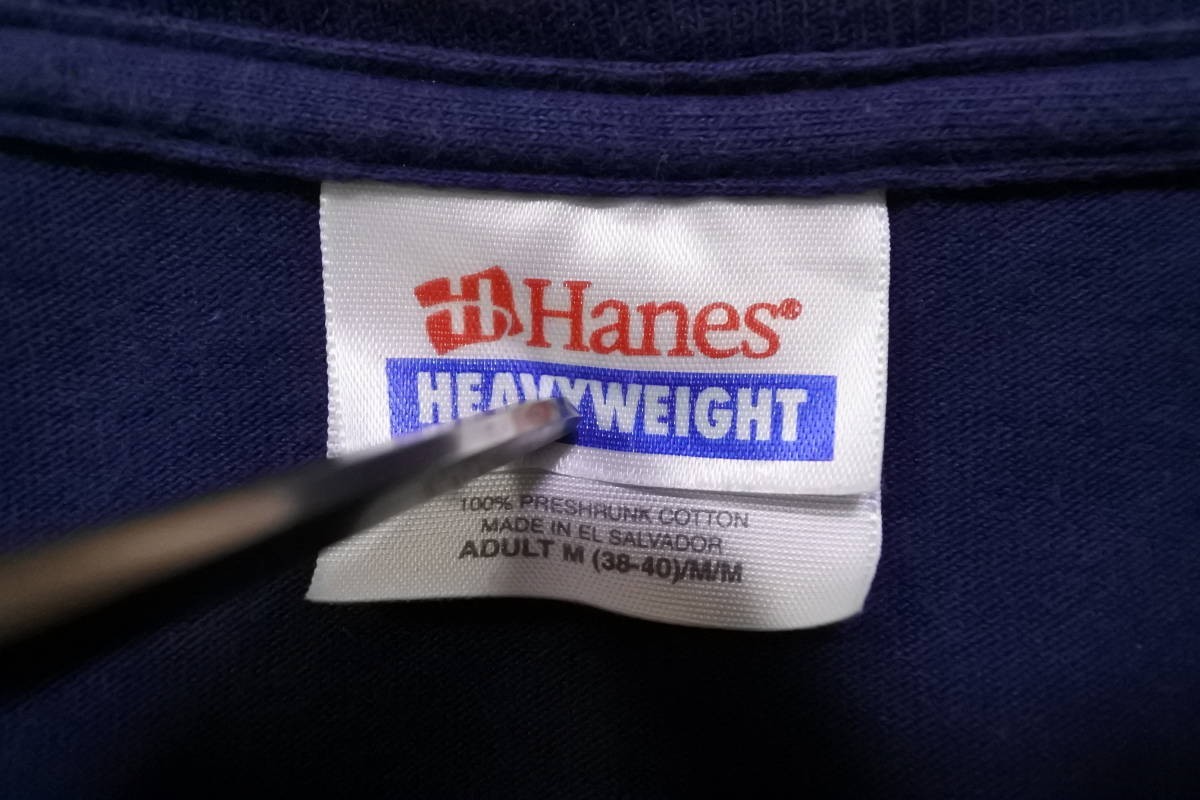 Hanes®
HEAVYWEIGHT
100% PRESHRUNK COTTON
MADE IN EL SALVADOR
ADULT M (38-40)/M/M